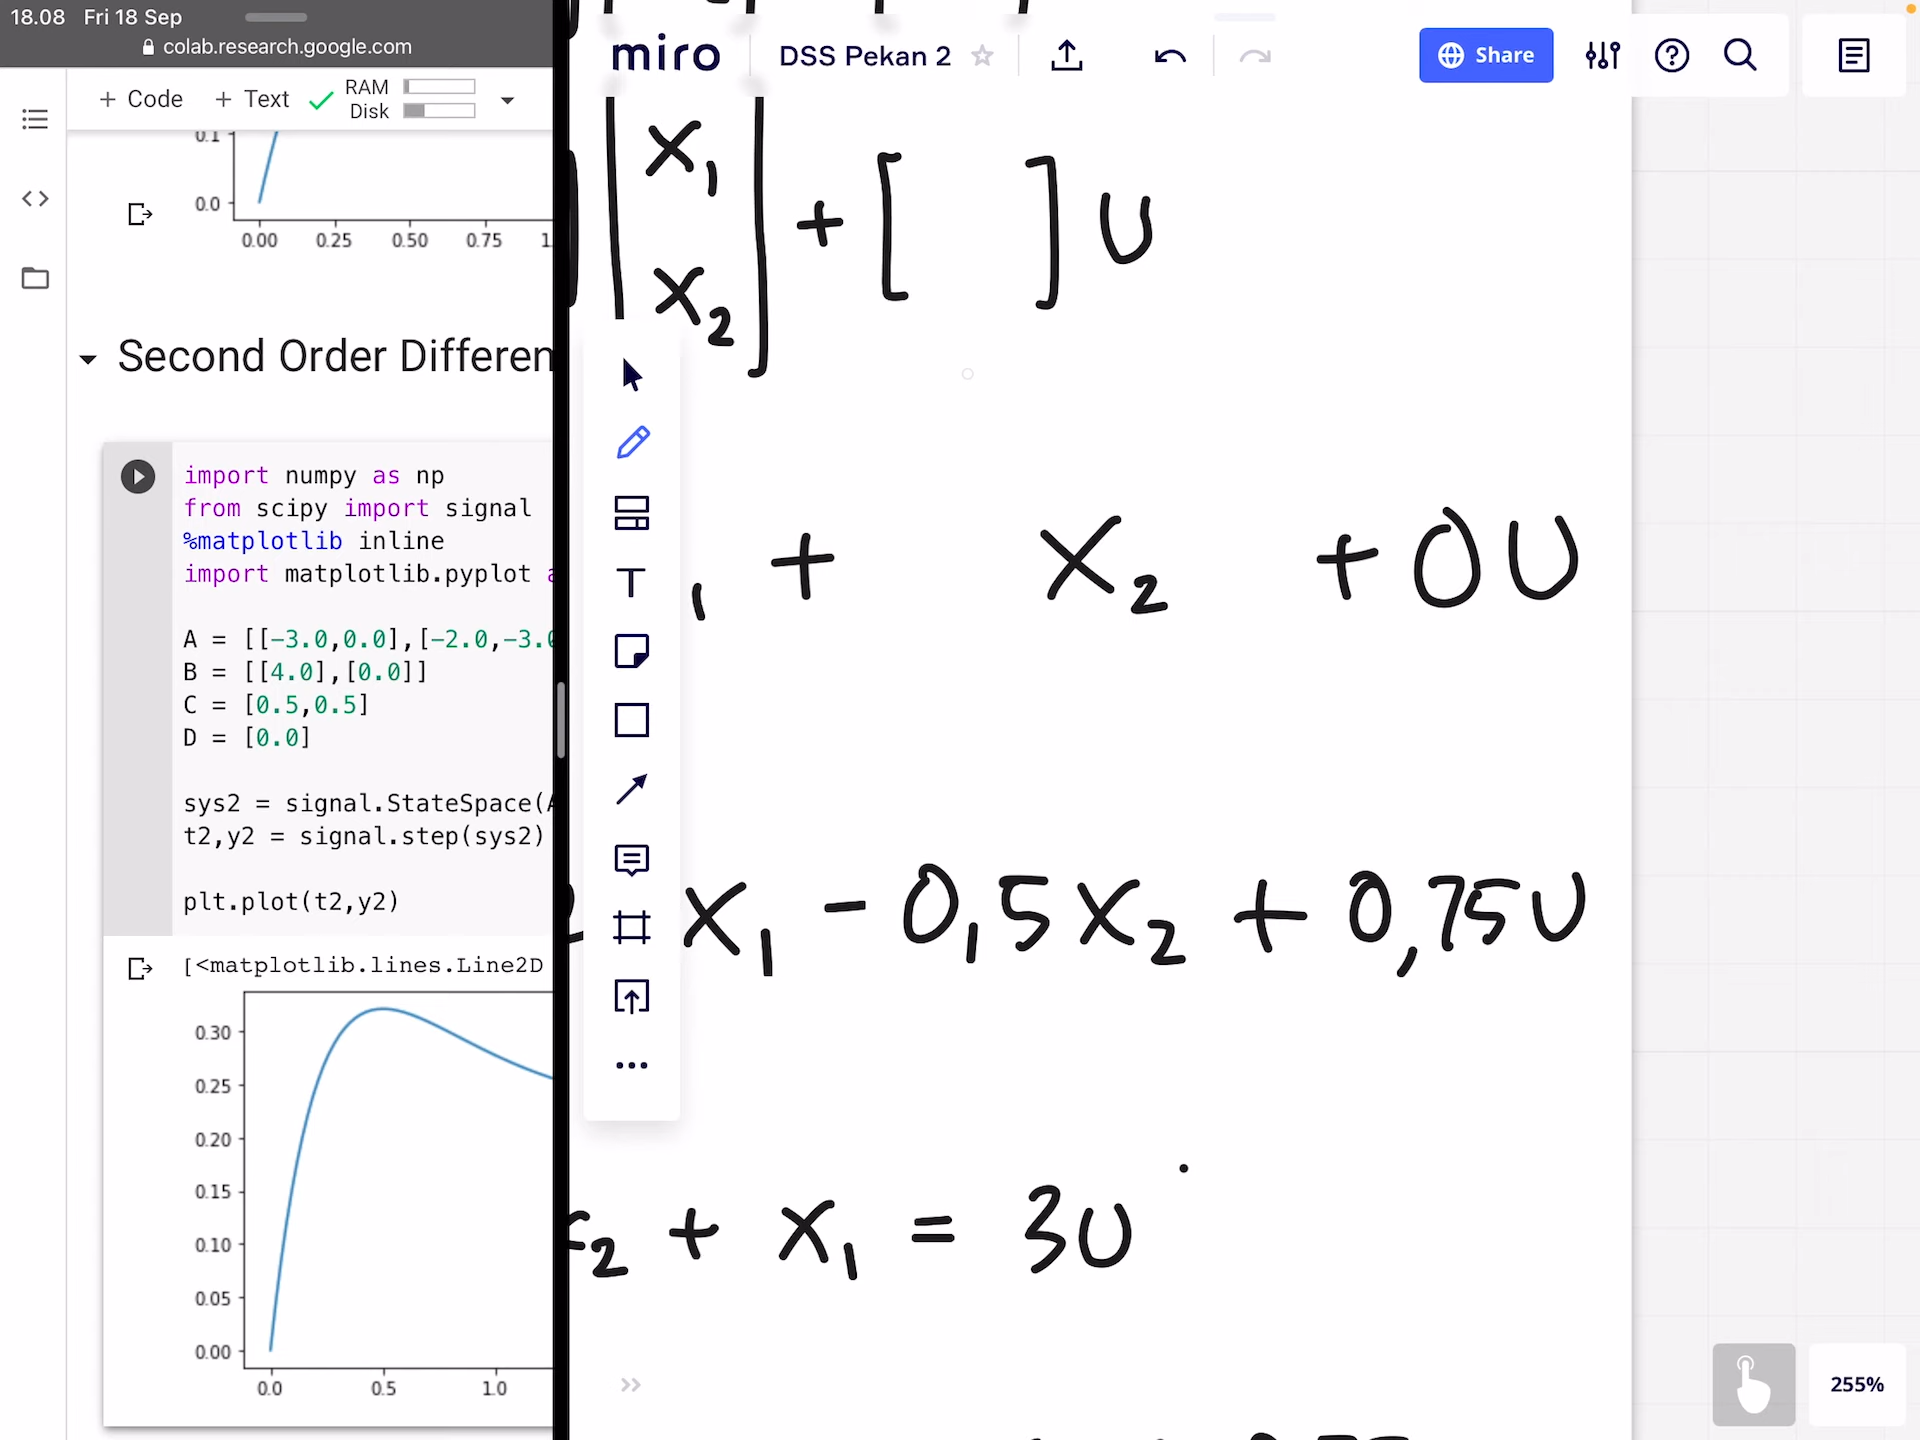 18.08 Fri 18 Sep
colab.research.google.com
+ Code + Text
RAM
Disk
0.1
0.0
0.00 0.25 0.50 0.75 1.
Second Order Differen
import numpy as np
from scipy import signal
%matplotlib inline
import matplotlib.pyplot a
A = [[-3.0,0.0],[-2.0,-3.0
B = [[4.0],[0.0]]
C = [0.5,0.5]
D = [0.0]
sys2 = signal.StateSpace(A
t2,y2 = signal.step(sys2)
plt.plot(t2,y2)
[<matplotlib.lines.Line2D
0.30
0.25
0.20
0.15
0.10
0.05
0.00
0.0 0.5 1.0
miro DSS Pekan 2
Share
x₁
x₂
+ [ ] U
₁ + x₂ + 0U
x₁ - 0,5x₂ + 0,75U
₂ + x₁ = 3U
255%